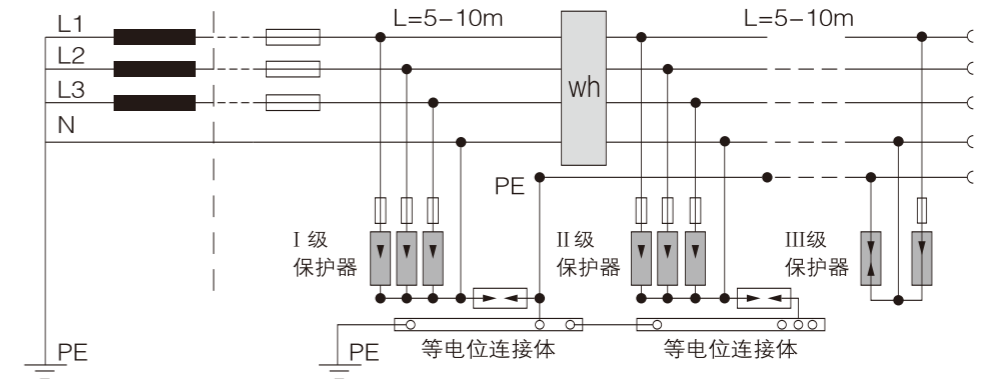 L1
L=5-10m
L=5-10m
L2
L3
wh
N
PE
I 级
保护器
II 级
保护器
III级
保护器
PE
PE
等电位连接体
等电位连接体